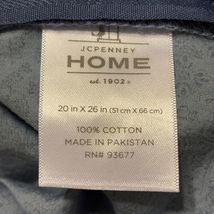 JCPENNEY
HOME
est. 1902
20 in X 26 in (51 cm X 66 cm)
100% COTTON
MADE IN PAKISTAN
RN# 93677